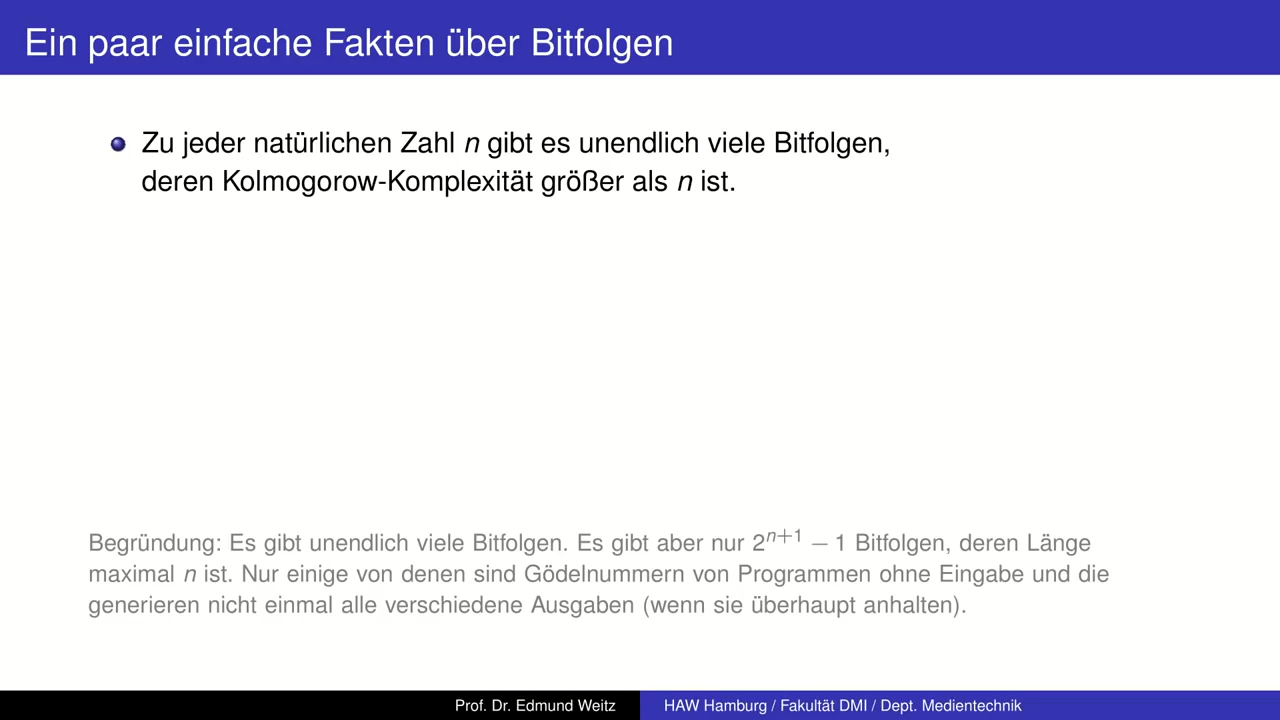 Ein paar einfache Fakten über Bitfolgen
Zu jeder natürlichen Zahl n gibt es unendlich viele Bitfolgen,
deren Kolmogorow-Komplexität größer als n ist.
Begründung: Es gibt unendlich viele Bitfolgen. Es gibt aber nur 2^{n+1} − 1 Bitfolgen, deren Länge
maximal n ist. Nur einige von denen sind Gödelnummern von Programmen ohne Eingabe und die
generieren nicht einmal alle verschiedene Ausgaben (wenn sie überhaupt anhalten).
Prof. Dr. Edmund Weitz
HAW Hamburg / Fakultät DMI / Dept. Medientechnik